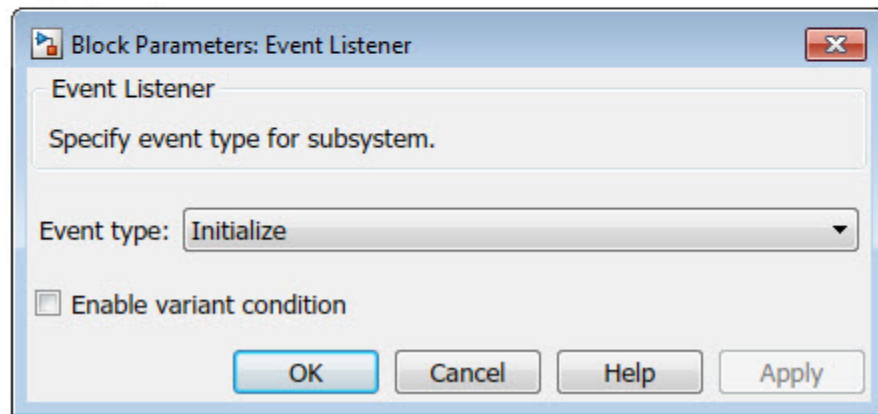 Block Parameters: Event Listener
Event Listener
Specify event type for subsystem.
Event type: Initialize
Enable variant condition
OK Cancel Help Apply